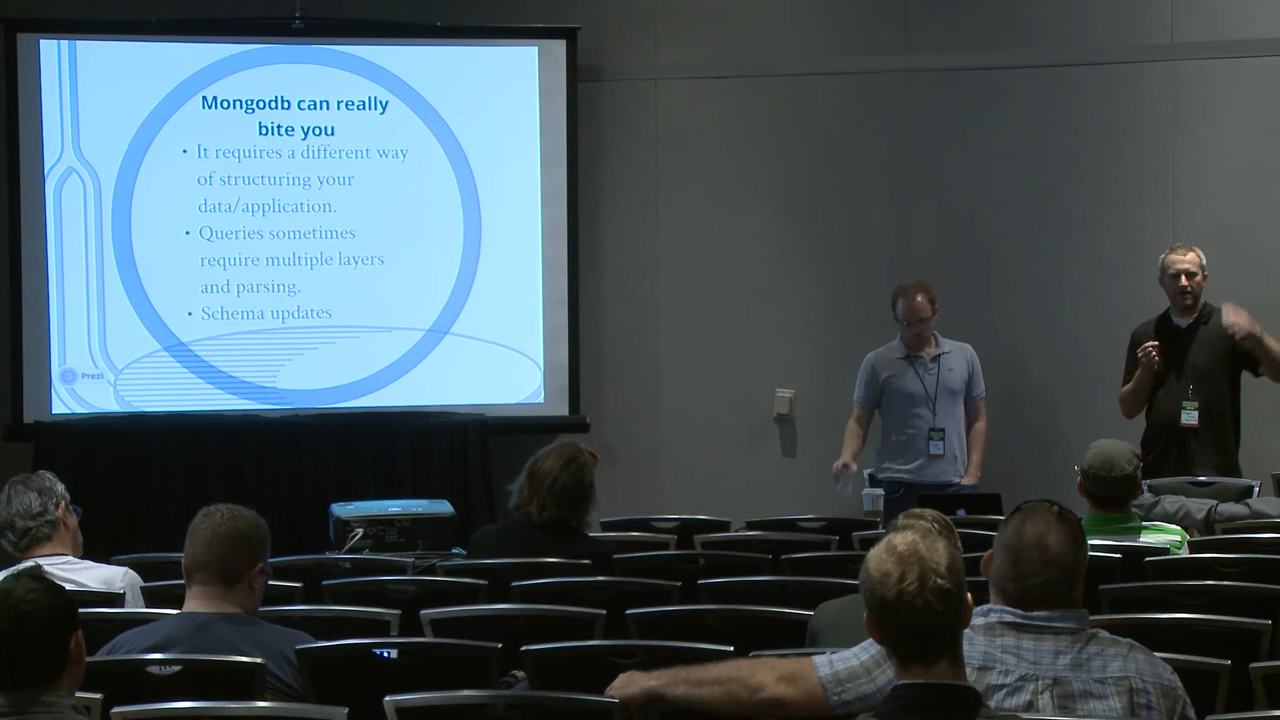 Mongodb can really
bite you
• It requires a different way
of structuring your
data/application.
• Queries sometimes
require multiple layers
and parsing.
• Schema updates
Prezi